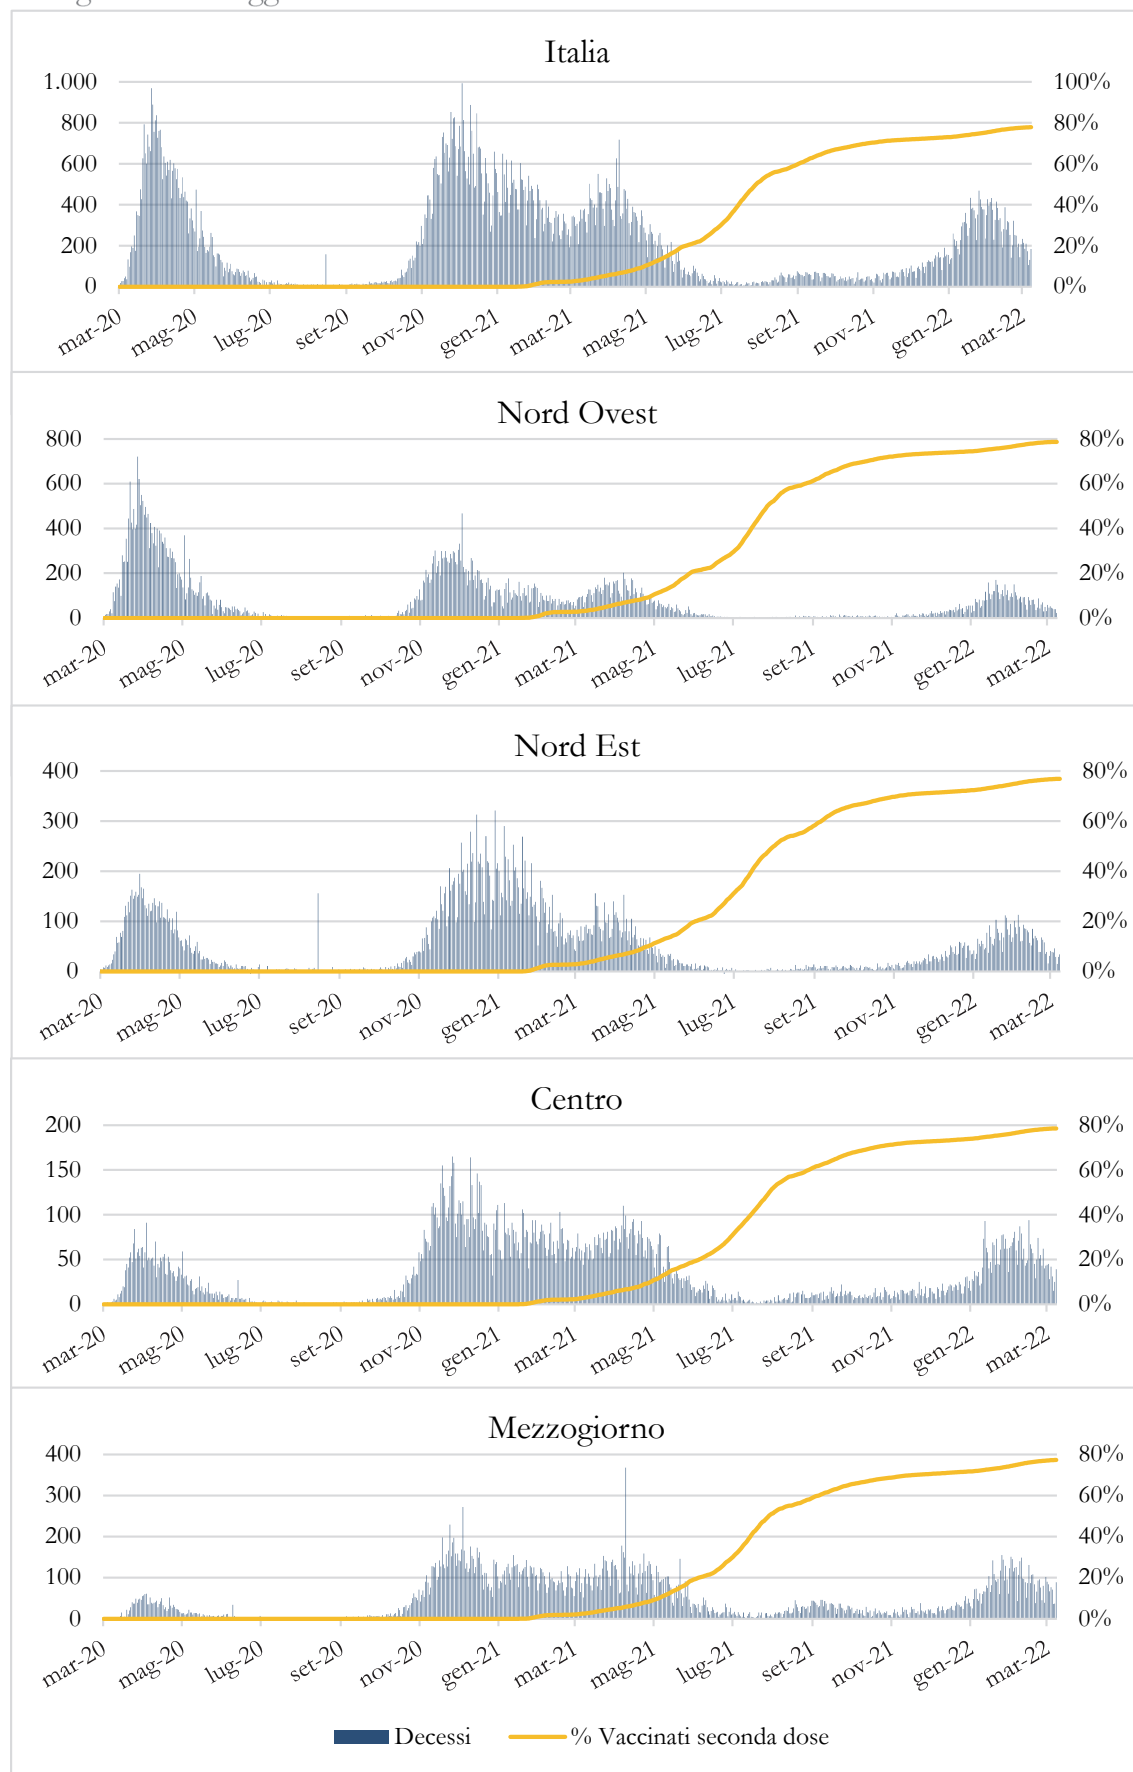 Italia
1.000 100%
800 80%
600 60%
400 40%
200 20%
0 0%
mar-20 mag-20 lug-20 set-20 nov-20 gen-21 mar-21 mag-21 lug-21 set-21 nov-21 gen-22 mar-22
Nord Ovest
800 80%
600 60%
400 40%
200 20%
0 0%
mar-20 mag-20 lug-20 set-20 nov-20 gen-21 mar-21 mag-21 lug-21 set-21 nov-21 gen-22 mar-22
Nord Est
400 80%
300 60%
200 40%
100 20%
0 0%
mar-20 mag-20 lug-20 set-20 nov-20 gen-21 mar-21 mag-21 lug-21 set-21 nov-21 gen-22 mar-22
Centro
200 80%
150 60%
100 40%
50 20%
0 0%
mar-20 mag-20 lug-20 set-20 nov-20 gen-21 mar-21 mag-21 lug-21 set-21 nov-21 gen-22 mar-22
Mezzogiorno
400 80%
300 60%
200 40%
100 20%
0 0%
mar-20 mag-20 lug-20 set-20 nov-20 gen-21 mar-21 mag-21 lug-21 set-21 nov-21 gen-22 mar-22
Decessi % Vaccinati seconda dose